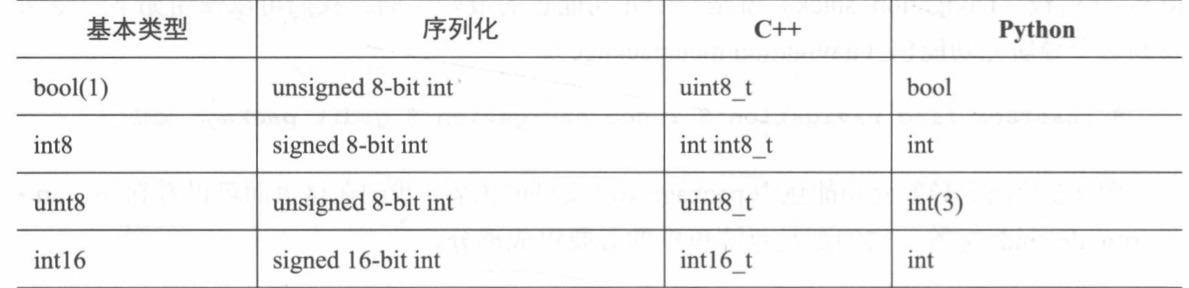 基本类型 序列化 C++ Python
bool(1) unsigned 8-bit int uint8_t bool
int8 signed 8-bit int int int8_t int
uint8 unsigned 8-bit int uint8_t int(3)
int16 signed 16-bit int int16_t int